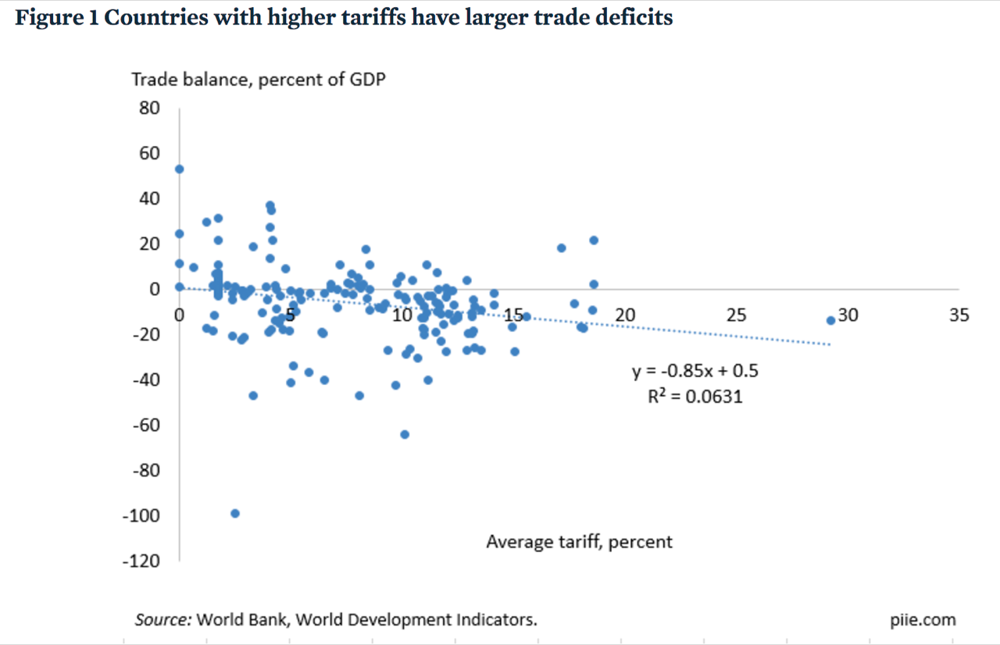 Figure 1 Countries with higher tariffs have larger trade deficits
Trade balance, percent of GDP
80
60
40
20
0
-20
-40
-60
-80
-100
-120
0 5 10 15 20 25 30 35
y = -0.85x + 0.5
R² = 0.0631
Average tariff, percent
Source: World Bank, World Development Indicators. piie.com